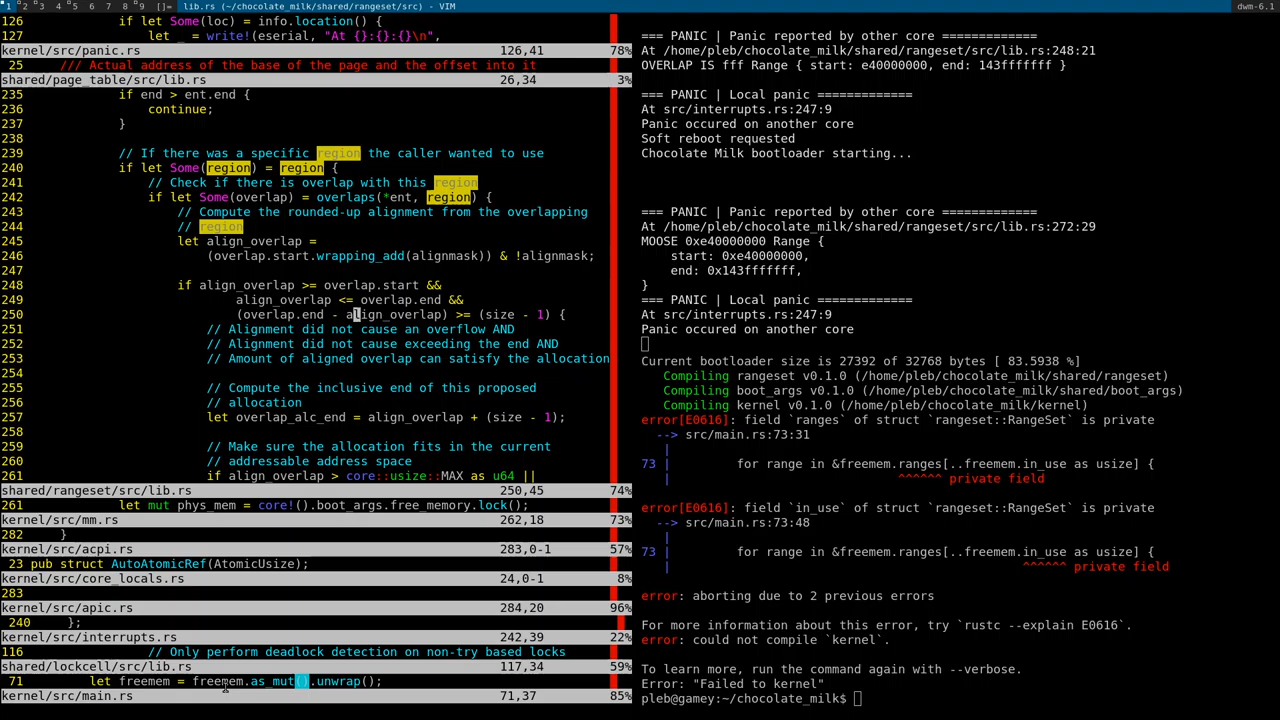 1 2 3 4 5 6 7 8 9 []= lib.rs (~/chocolate_milk/shared/rangeset/src) - VIM dwm-6.1
126 if let Some(loc) = info.location() {
127 let _ = write!(eserial, "At {}:{}:{}\n",
kernel/src/panic.rs 126,41 78%
25 /// Actual address of the base of the page and the offset into it
shared/page_table/src/lib.rs 26,34 3%
235 if end > ent.end {
236 continue;
237 }
238
239 // If there was a specific region the caller wanted to use
240 if let Some(region) = region {
241 // Check if there is overlap with this region
242 if let Some(overlap) = overlaps(*ent, region) {
243 // Compute the rounded-up alignment from the overlapping
244 // region
245 let align_overlap =
246 (overlap.start.wrapping_add(alignmask)) & !alignmask;
247
248 if align_overlap >= overlap.start &&
249 align_overlap <= overlap.end &&
250 (overlap.end - align_overlap) >= (size - 1) {
251 // Alignment did not cause an overflow AND
252 // Alignment did not cause exceeding the end AND
253 // Amount of aligned overlap can satisfy the allocation
254
255 // Compute the inclusive end of this proposed
256 // allocation
257 let overlap_alc_end = align_overlap + (size - 1);
258
259 // Make sure the allocation fits in the current
260 // addressable address space
261 if align_overlap > core::usize::MAX as u64 ||
shared/rangeset/src/lib.rs 250,45 74%
261 let mut phys_mem = core!().boot_args.free_memory.lock();
kernel/src/mm.rs 262,18 73%
282 }
kernel/src/acpi.rs 283,0-1 57%
23 pub struct AutoAtomicRef(AtomicUsize);
kernel/src/core_locals.rs 24,0-1 8%
283
kernel/src/apic.rs 284,20 96%
240 };
kernel/src/interrupts.rs 242,39 22%
116 // Only perform deadlock detection on non-try based locks
shared/lockcell/src/lib.rs 117,34 59%
71 let freemem = freemem.as_mut().unwrap();
kernel/src/main.rs 71,37 85%
=== PANIC | Panic reported by other core =============
At /home/pleb/chocolate_milk/shared/rangeset/src/lib.rs:248:21
OVERLAP IS fff Range { start: e40000000, end: 143fffffff }
=== PANIC | Local panic =============
At src/interrupts.rs:247:9
Panic occured on another core
Soft reboot requested
Chocolate Milk bootloader starting...
=== PANIC | Panic reported by other core =============
At /home/pleb/chocolate_milk/shared/rangeset/src/lib.rs:272:29
MOOSE 0xe40000000 Range {
start: 0xe40000000,
end: 0x143fffffff,
}
=== PANIC | Local panic =============
At src/interrupts.rs:247:9
Panic occured on another core
Current bootloader size is 27392 of 32768 bytes [ 83.5938 %]
Compiling rangeset v0.1.0 (/home/pleb/chocolate_milk/shared/rangeset)
Compiling boot_args v0.1.0 (/home/pleb/chocolate_milk/shared/boot_args)
Compiling kernel v0.1.0 (/home/pleb/chocolate_milk/kernel)
error[E0616]: field `ranges` of struct `rangeset::RangeSet` is private
--> src/main.rs:73:31
|
73 | for range in &freemem.ranges[..freemem.in_use as usize] {
| ^^^^^^ private field
error[E0616]: field `in_use` of struct `rangeset::RangeSet` is private
--> src/main.rs:73:48
|
73 | for range in &freemem.ranges[..freemem.in_use as usize] {
| ^^^^^^ private field
error: aborting due to 2 previous errors
For more information about this error, try `rustc --explain E0616`.
error: could not compile `kernel`.
To learn more, run the command again with --verbose.
Error: "Failed to kernel"
pleb@gamey:~/chocolate_milk$